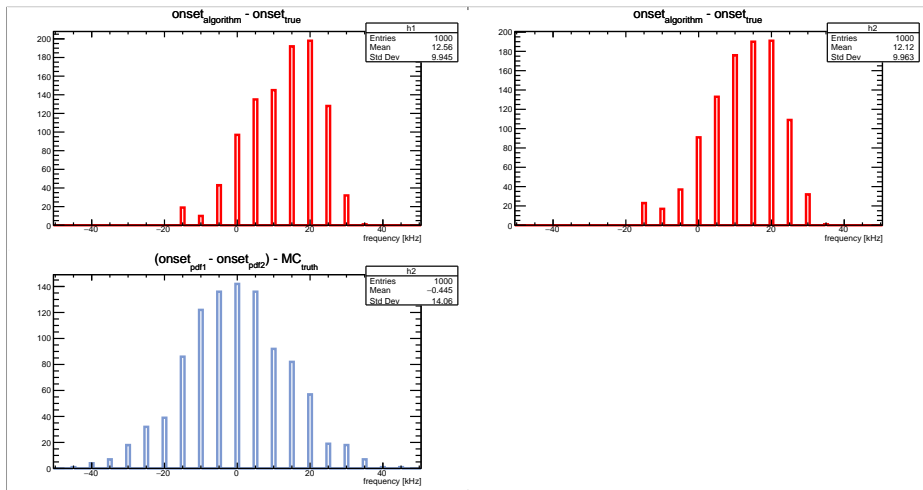 onset_algorithm - onset_true
h1
Entries 1000
Mean 12.56
Std Dev 9.945
200
180
160
140
120
100
80
60
40
20
0
−40 −20 0 20 40
frequency [kHz]
onset_algorithm - onset_true
h2
Entries 1000
Mean 12.12
Std Dev 9.963
200
180
160
140
120
100
80
60
40
20
0
−40 −20 0 20 40
frequency [kHz]
(onset_pdf1 - onset_pdf2) - MC_truth
h2
Entries 1000
Mean −0.445
Std Dev 14.06
140
120
100
80
60
40
20
0
−40 −20 0 20 40
frequency [kHz]